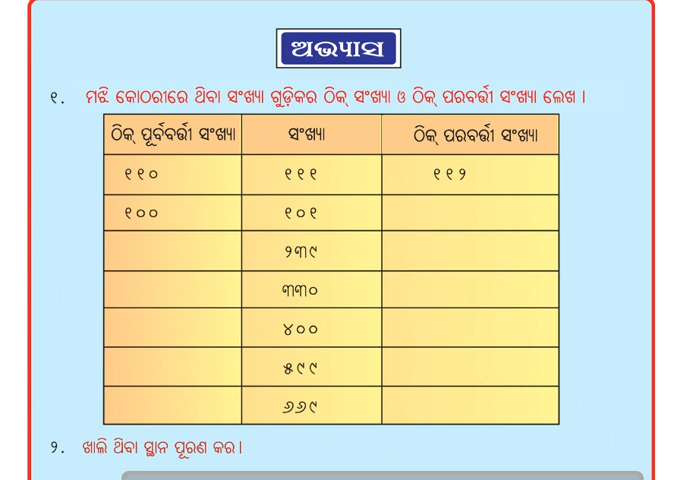 ଅଭ୍ୟାସ
୧. ମଝି କୋଠରୀରେ ଥିବା ସଂଖ୍ୟା ଗୁଡ଼ିକର ଠିକ୍ ସଂଖ୍ୟା ଓ ଠିକ୍ ପରବର୍ତ୍ତୀ ସଂଖ୍ୟା ଲେଖ ।
ଠିକ୍ ପୂର୍ବବର୍ତ୍ତୀ ସଂଖ୍ୟା ସଂଖ୍ୟା ଠିକ୍ ପରବର୍ତ୍ତୀ ସଂଖ୍ୟା
୧୧୦ ୧୧୧ ୧୧୨
୧୦୦ ୧୦୧
୨୩୯
୩୩୦
୪୦୦
୫୯୯
୬୬୯
୨. ଖାଲି ଥିବା ସ୍ଥାନ ପୂରଣ କର।